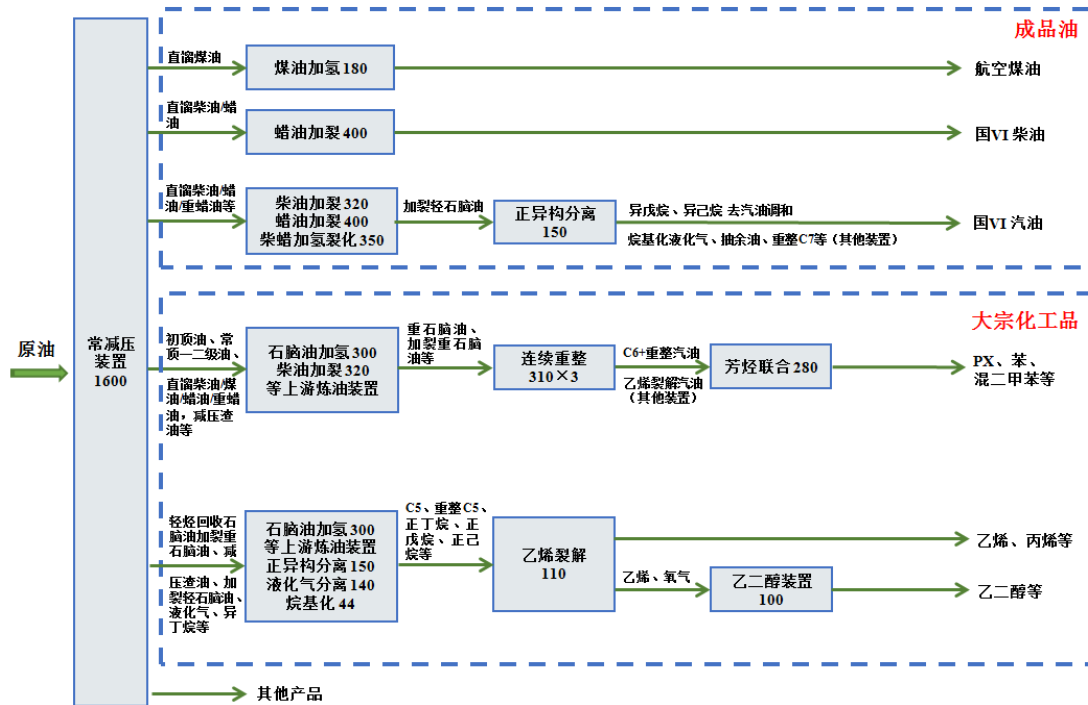 成品油
直馏煤油
煤油加氢180
航空煤油
直馏柴油/蜡
油
蜡油加裂400
国VI 柴油
直馏柴油/蜡
油/重蜡油等
柴油加裂320
蜡油加裂400
柴蜡加氢裂化350
加裂轻石脑油
正异构分离
150
异戊烷、异己烷 去汽油调和
烷基化液化气、抽余油、重整C7等（其他装置）
国VI 汽油
大宗化工品
原油
常减压
装置
1600
初顶油、常
顶一二级油、
直馏柴油/煤
油/蜡油/重蜡
油，减压渣
油等
石脑油加氢300
柴油加裂320
等上游炼油装置
重石脑油、
加裂重石脑
油等
连续重整
310×3
C6+重整汽油
乙烯裂解汽油
（其他装置）
芳烃联合280
PX、苯、
混二甲苯等
轻烃回收石
脑油加裂重
石脑油、减
压渣油、加
裂轻石脑油、
液化气、异
丁烷等
石脑油加氢300
等上游炼油装置
正异构分离150
液化气分离140
烷基化 44
C5、重整C5、
正丁烷、正
戊烷、正己
烷等
乙烯裂解
110
乙烯、丙烯等
乙烯、氧气
乙二醇装置
100
乙二醇等
其他产品